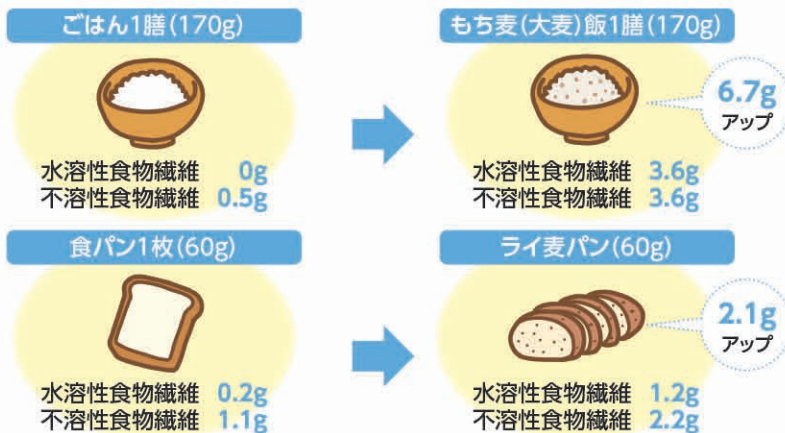 ごはん1膳(170g)
水溶性食物繊維 0g
不溶性食物繊維 0.5g
もち麦(大麦)飯1膳(170g)
6.7g
アップ
水溶性食物繊維 3.6g
不溶性食物繊維 3.6g
食パン1枚(60g)
水溶性食物繊維 0.2g
不溶性食物繊維 1.1g
ライ麦パン(60g)
2.1g
アップ
水溶性食物繊維 1.2g
不溶性食物繊維 2.2g